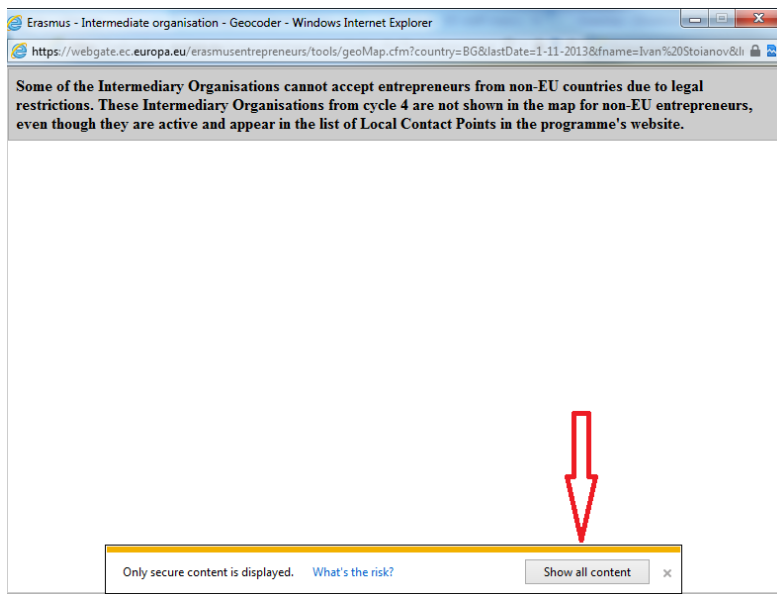 Erasmus - Intermediate organisation - Geocoder - Windows Internet Explorer
https://webgate.ec.europa.eu/erasmusentrepreneurs/tools/geoMap.cfm?country=BG&lastDate=1-11-2013&fname=Ivan%20Stoianov&l
Some of the Intermediary Organisations cannot accept entrepreneurs from non-EU countries due to legal
restrictions. These Intermediary Organisations from cycle 4 are not shown in the map for non-EU entrepreneurs,
even though they are active and appear in the list of Local Contact Points in the programme's website.
Only secure content is displayed. What's the risk? Show all content ×